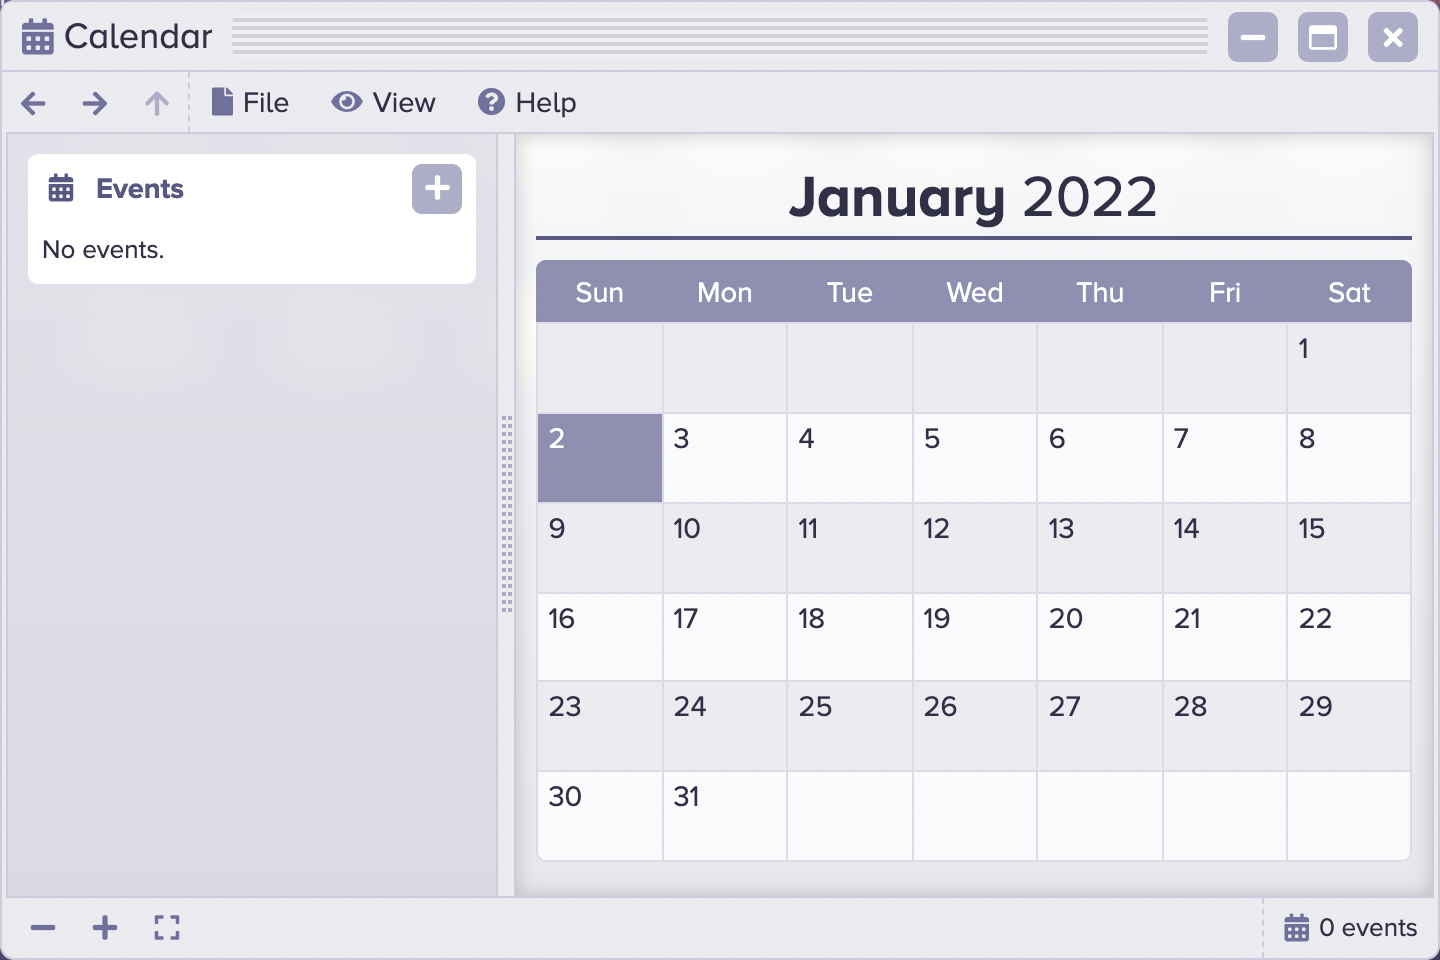 Calendar
File View Help
Events
No events.
January 2022
Sun Mon Tue Wed Thu Fri Sat
1
2 3 4 5 6 7 8
9 10 11 12 13 14 15
16 17 18 19 20 21 22
23 24 25 26 27 28 29
30 31
0 events